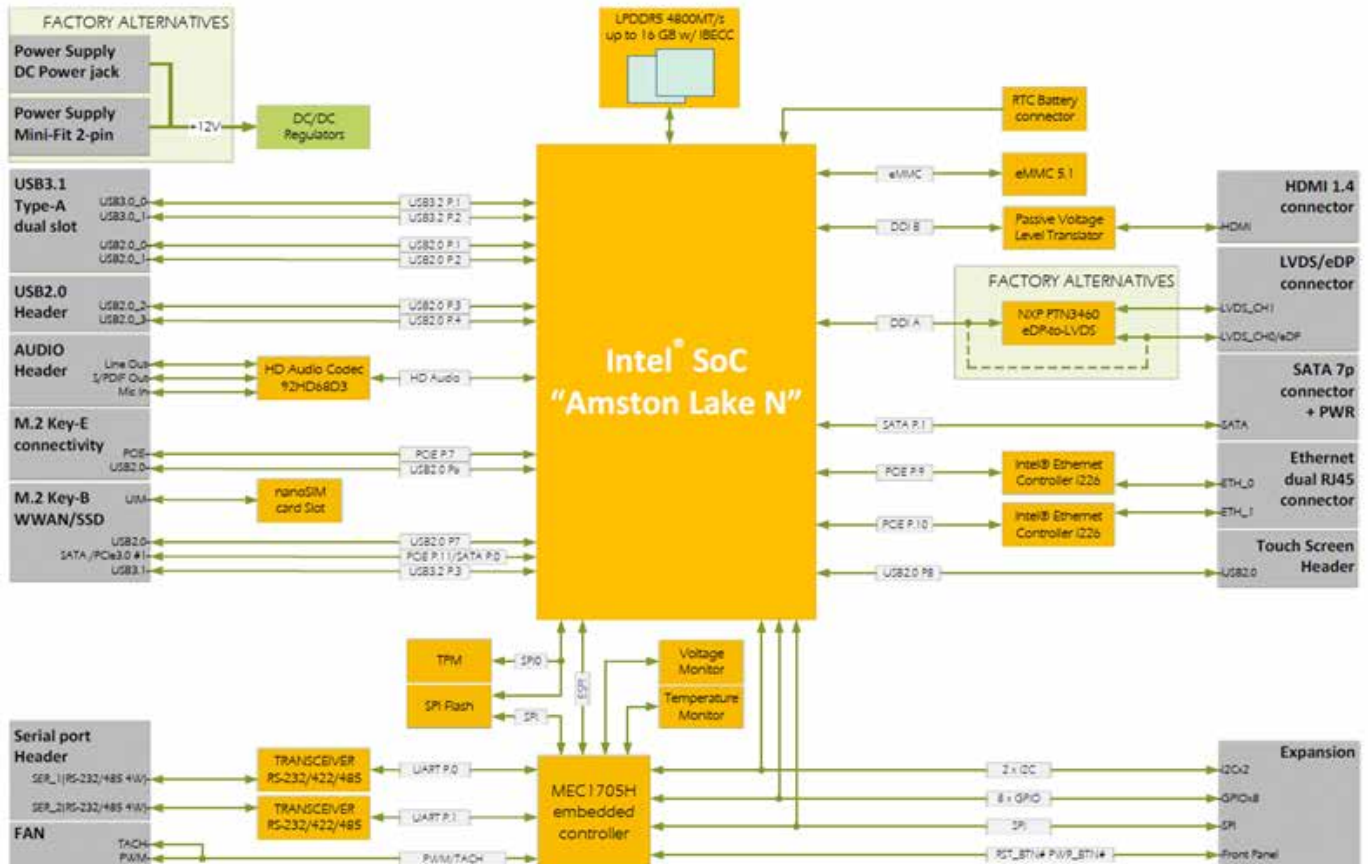 FACTORY ALTERNATIVES
Power Supply
DC Power jack
Power Supply
Mini-Fit 2-pin
+12V
DC/DC
Regulators
LPDDR5 4800MT/s
up to 16 GB w/ IBECC
RTC Battery
connector
eMMC
eMMC 5.1
DDI B
Passive Voltage
Level Translator
HDMI 1.4
connector
HDMI
USB3.1
Type-A
dual slot
USB3.0_0
USB3.0_1
USB2.0_0
USB2.0_1
USB3.2 P.1
USB3.2 P.2
USB2.0 P.1
USB2.0 P.2
USB2.0
Header
USB2.0_2
USB2.0_3
USB2.0 P.3
USB2.0 P.4
AUDIO
Header
Line Out
S/PDIF Out
Mic In
HD Audio Codec
92HD68D3
HD Audio
Intel® SoC
“Amston Lake N”
FACTORY ALTERNATIVES
DDI A
NXP PTN3460
eDP-to-LVDS
LVDS/eDP
connector
LVDS_CH1
LVDS_CH0/eDP
SATA 7p
connector
+ PWR
SATA P.1
SATA
M.2 Key-E
connectivity
PCIE
USB2.0
PCIE P.7
USB2.0 P6
M.2 Key-B
WWAN/SSD
UIM
nanoSIM
card Slot
USB2.0
SATA /PCIe3.0 #1
USB3.1
USB2.0 P7
PCIE P.11/SATA P.0
USB3.2 P.3
PCIE P.9
Intel® Ethernet
Controller i226
PCIE P.10
Intel® Ethernet
Controller i226
Ethernet
dual RJ45
connector
ETH_0
ETH_1
Touch Screen
Header
USB2.0 P8
USB2.0
TPM
SPI0
SPI Flash
SPI
ESPI
Voltage
Monitor
Temperature
Monitor
Serial port
Header
SER_1(RS-232/485 4W)
SER_2(RS-232/485 4W)
TRANSCEIVER
RS-232/422/485
TRANSCEIVER
RS-232/422/485
UART P.0
UART P.1
FAN
TACH
PWM
PWM/TACH
MEC1705H
embedded
controller
2 x I2C
8 x GPIO
SPI
RST_BTN# PWR_BTN#
Expansion
I2Cx2
GPIOx8
SPI
Front Panel